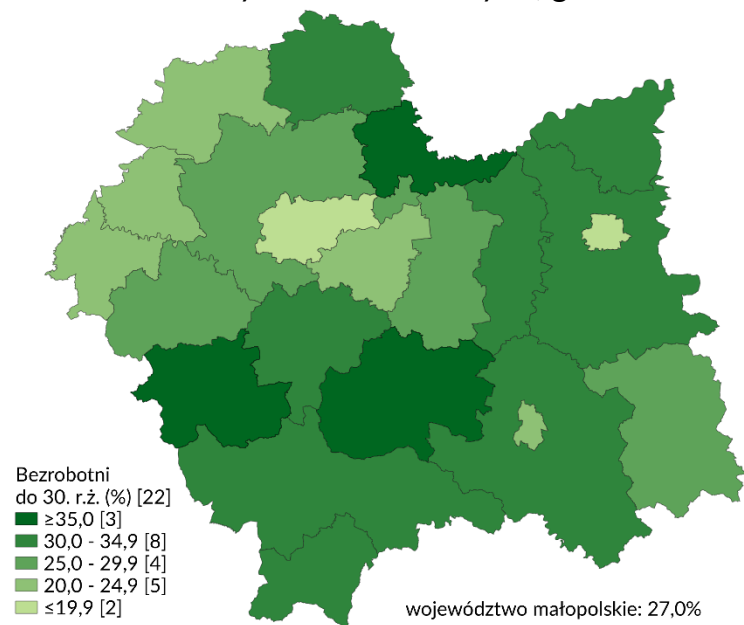 Bezrobotni
do 30. r.ż. (%) [22]
≥35,0 [3]
30,0 - 34,9 [8]
25,0 - 29,9 [4]
20,0 - 24,9 [5]
≤19,9 [2]
województwo małopolskie: 27,0%